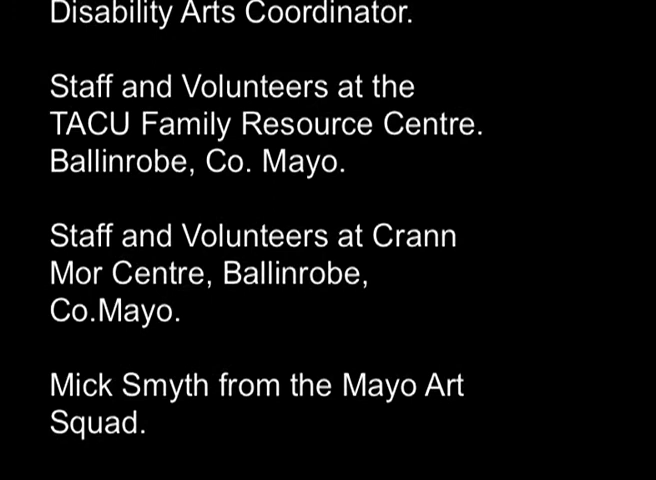 Disability Arts Coordinator.
Staff and Volunteers at the
TACU Family Resource Centre.
Ballinrobe, Co. Mayo.
Staff and Volunteers at Crann
Mor Centre, Ballinrobe,
Co.Mayo.
Mick Smyth from the Mayo Art
Squad.